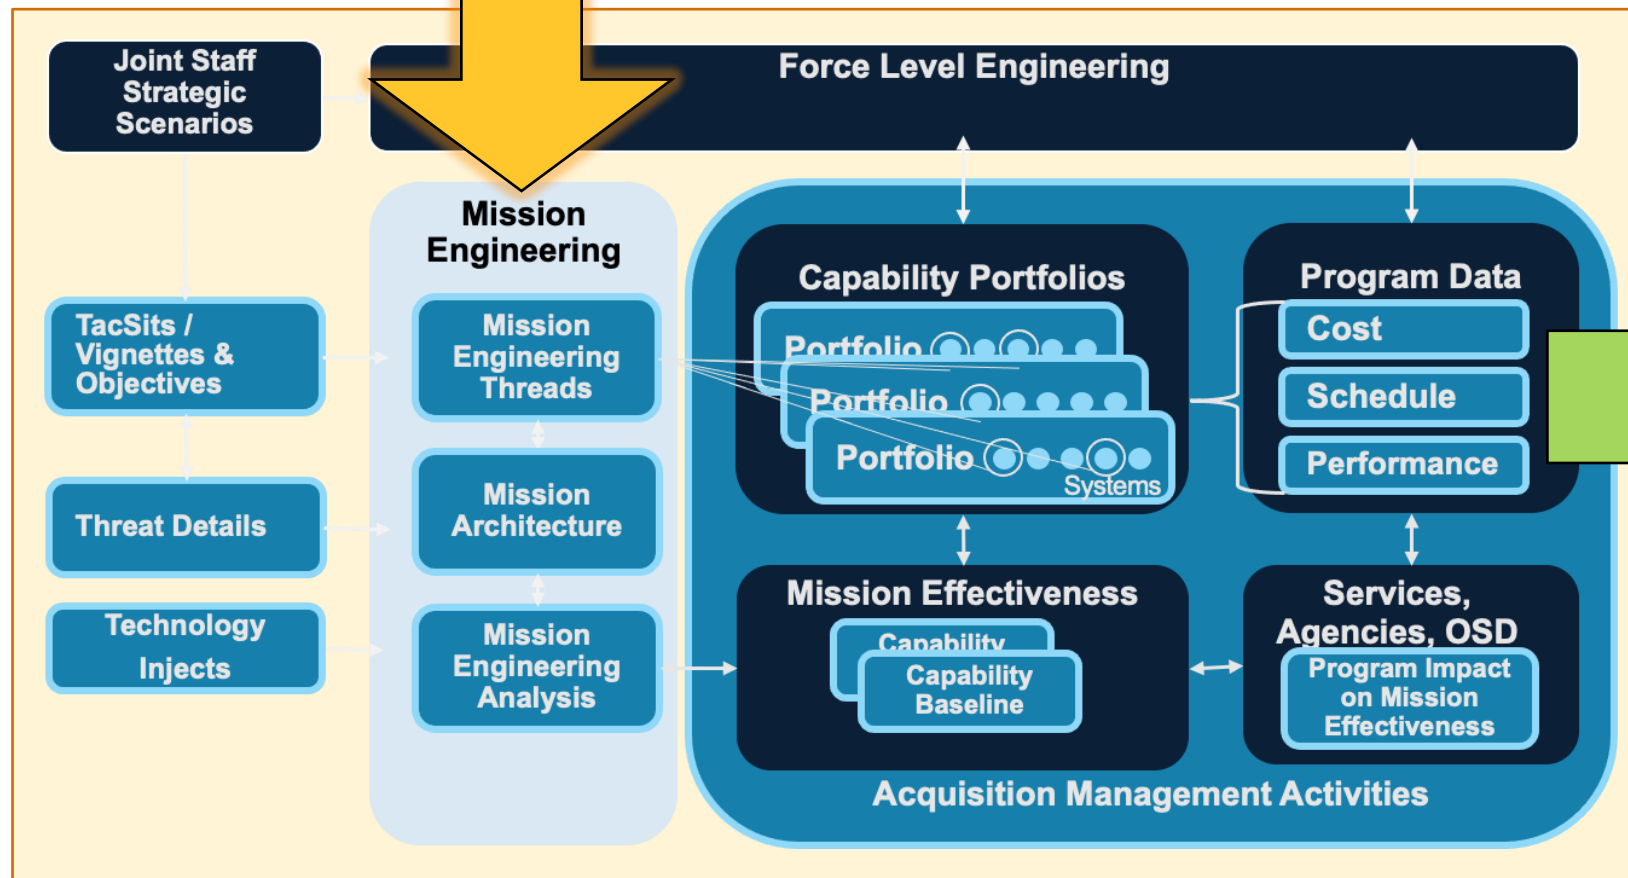 Joint Staff
Strategic
Scenarios
Force Level Engineering
Mission
Engineering
TacSits /
Vignettes &
Objectives
Threat Details
Technology
Injects
Mission
Engineering
Threads
Mission
Architecture
Mission
Engineering
Analysis
Capability Portfolios
Portfolio
Portfolio
Portfolio
Systems
Program Data
Cost
Schedule
Performance
Mission Effectiveness
Capability
Capability
Baseline
Services,
Agencies, OSD
Program Impact
on Mission
Effectiveness
Acquisition Management Activities